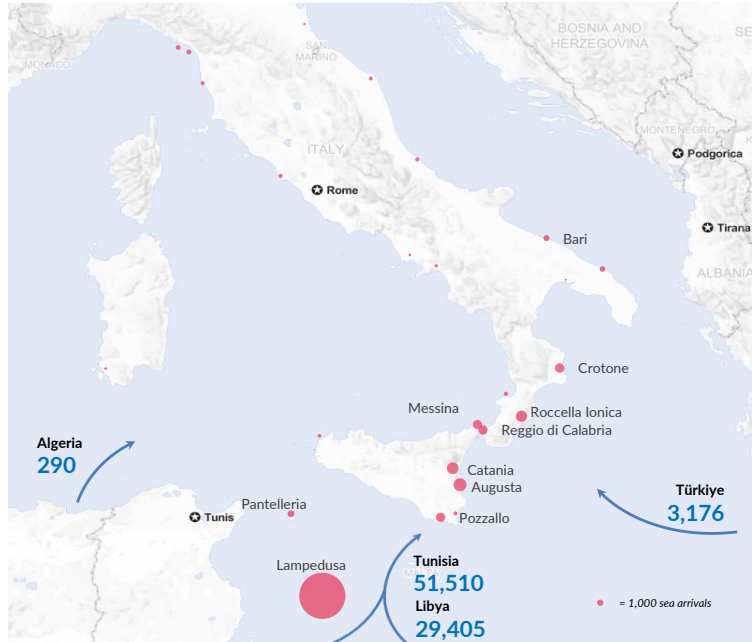 BOSNIA AND
HERZEGOVINA
SE
SAN
MARINO
MONACO
ITALY
MONTENEGRO
K
Podgorica
Rome
Tirana
Bari
ALBANIA
Crotone
Messina
Roccella Ionica
Reggio di Calabria
Algeria
290
Catania
Augusta
Türkiye
3,176
Pantelleria
Tunis
Pozzallo
Lampedusa
Tunisia
51,510
MALTA
Libya
29,405
= 1,000 sea arrivals